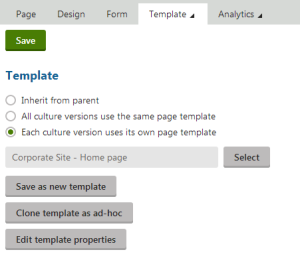 Page Design Form Template Analytics
Save
Template
Inherit from parent
All culture versions use the same page template
Each culture version uses its own page template
Corporate Site - Home page Select
Save as new template
Clone template as ad-hoc
Edit template properties